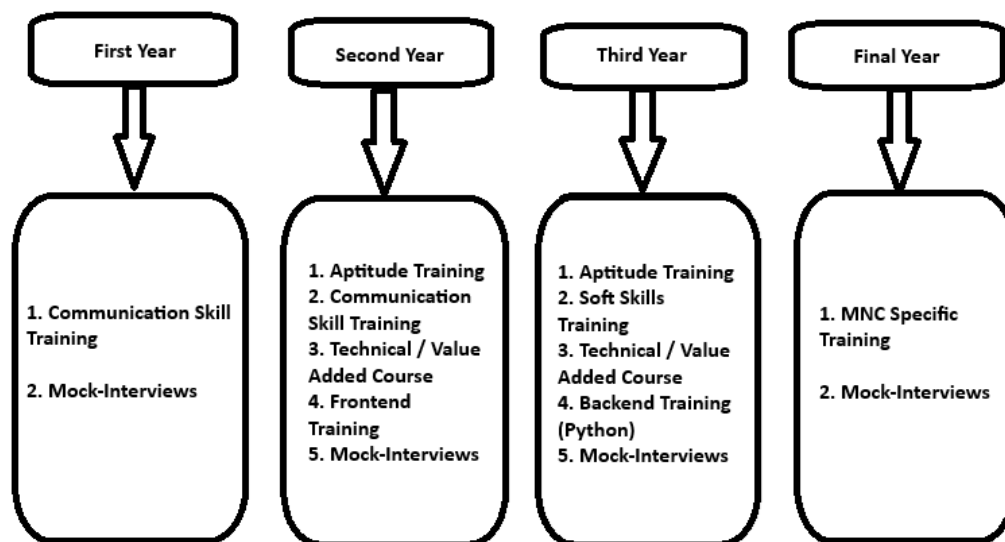 First Year
Second Year
Third Year
Final Year
1. Communication Skill
Training
2. Mock-Interviews
1. Aptitude Training
2. Communication
Skill Training
3. Technical / Value
Added Course
4. Frontend
Training
5. Mock-Interviews
1. Aptitude Training
2. Soft Skills
Training
3. Technical / Value
Added Course
4. Backend Training
(Python)
5. Mock-Interviews
1. MNC Specific
Training
2. Mock-Interviews